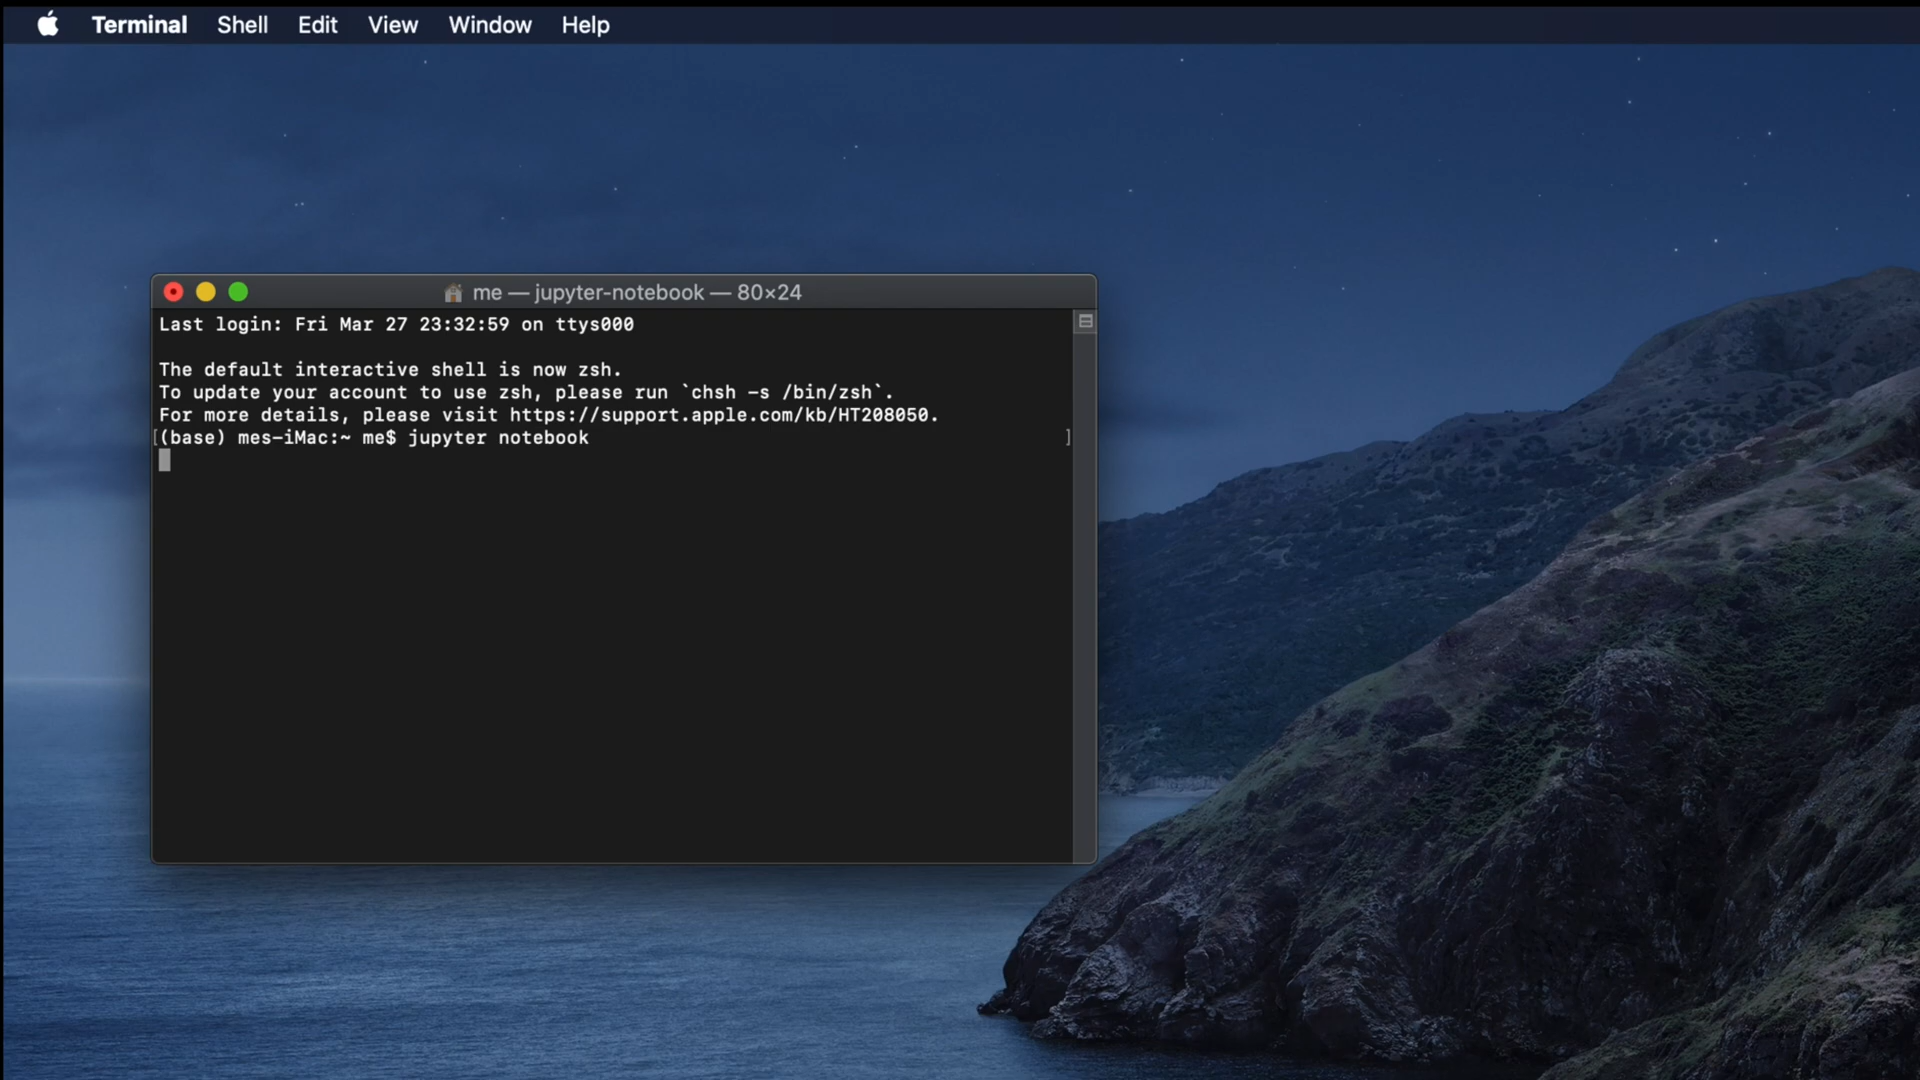 Terminal Shell Edit View Window Help
me — jupyter-notebook — 80×24
Last login: Fri Mar 27 23:32:59 on ttys000
The default interactive shell is now zsh.
To update your account to use zsh, please run `chsh -s /bin/zsh`.
For more details, please visit https://support.apple.com/kb/HT208050.
[(base) mes-iMac:~ me$ jupyter notebook ]